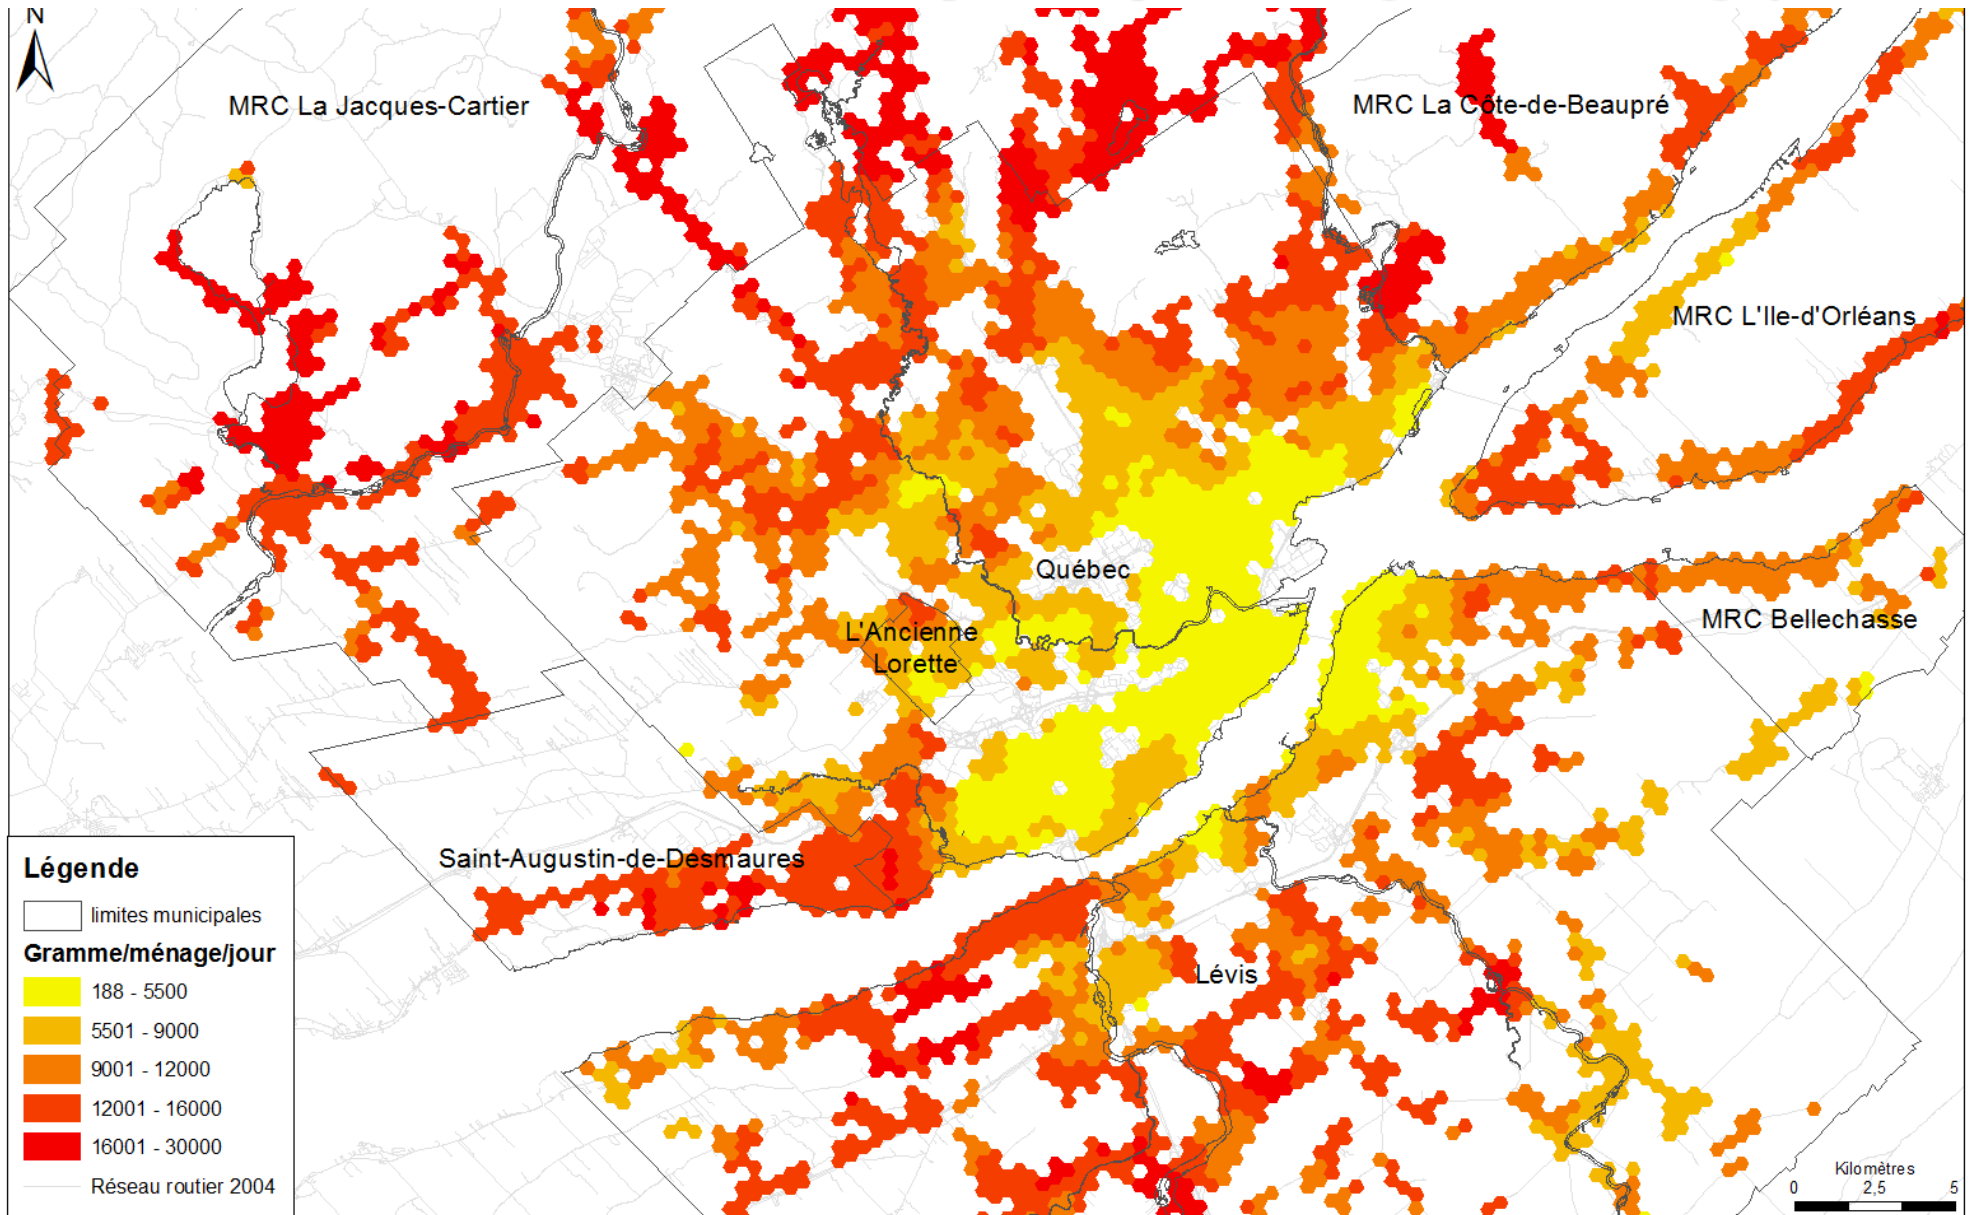 N
MRC La Jacques-Cartier
MRC La Côte-de-Beaupré
MRC L'Ile-d'Orléans
Québec
MRC Bellechasse
L'Ancienne
Lorette
Saint-Augustin-de-Desmaures
Lévis
Légende
limites municipales
Gramme/ménage/jour
188 - 5500
5501 - 9000
9001 - 12000
12001 - 16000
16001 - 30000
Réseau routier 2004
Kilomètres
0 2,5 5